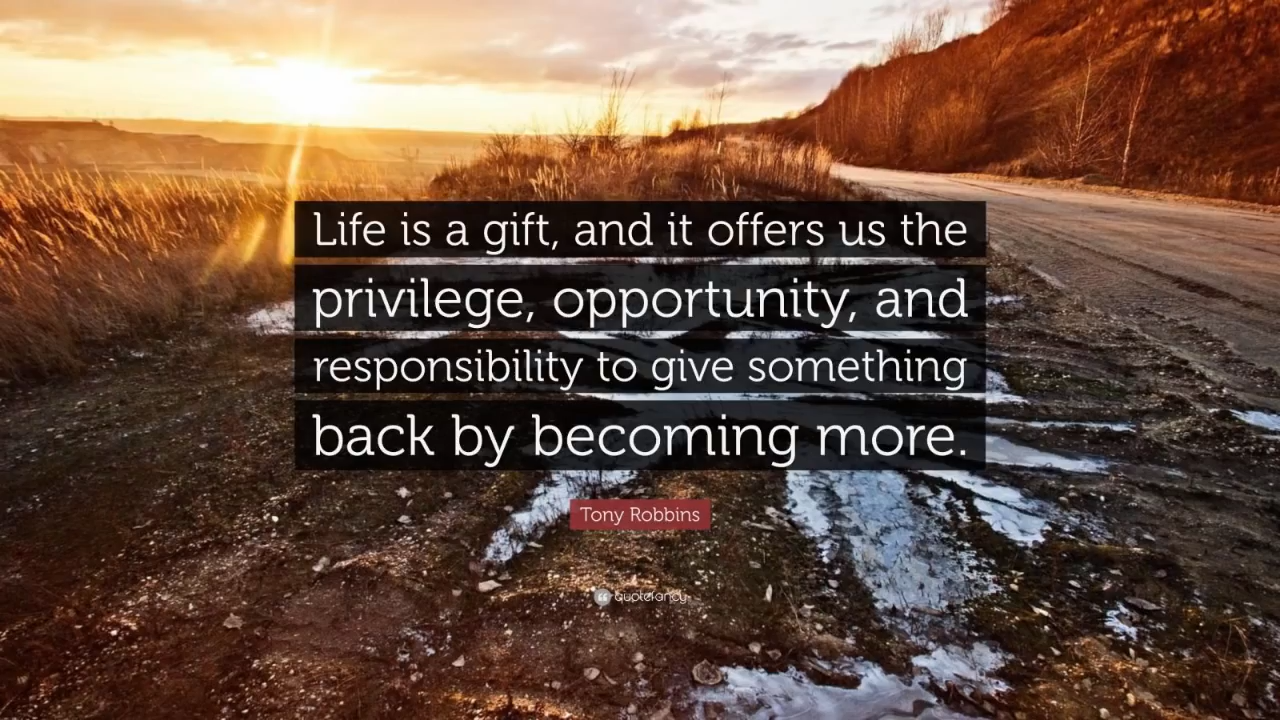 Life is a gift, and it offers us the
privilege, opportunity, and
responsibility to give something
back by becoming more.
Tony Robbins
quotefancy